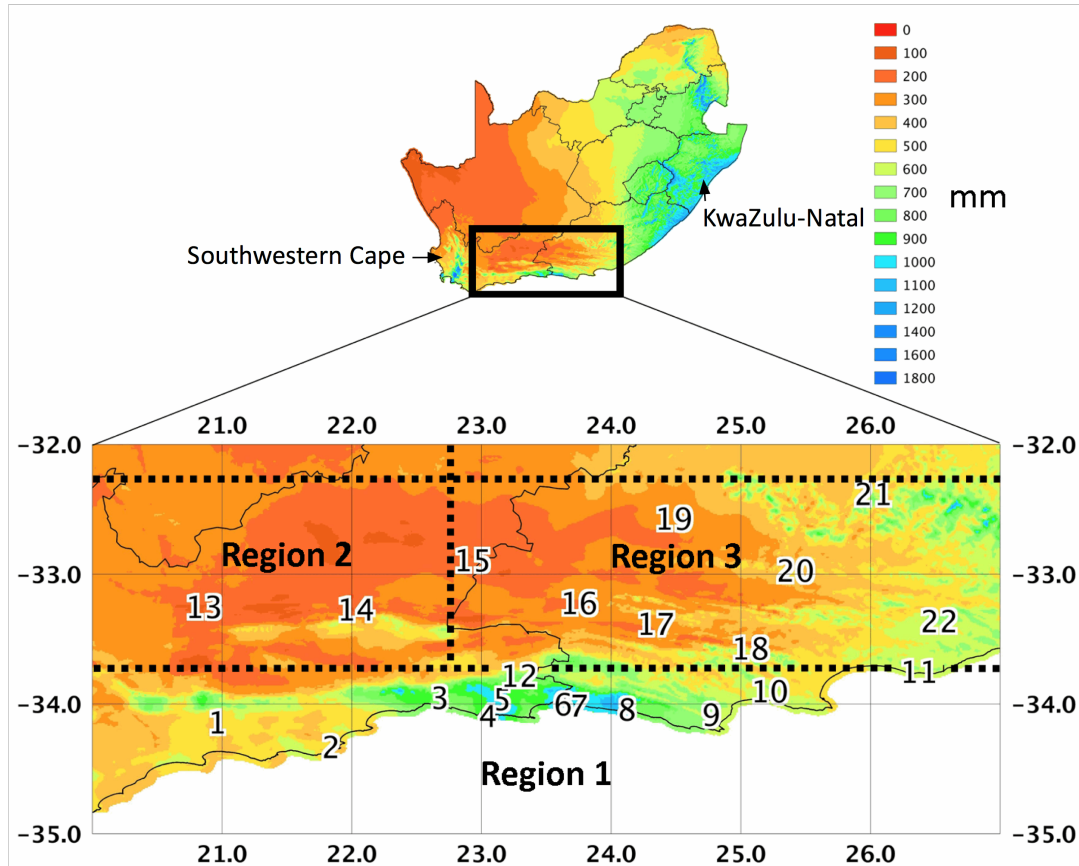 0
100
200
300
400
500
600
700
800
900
1000
1100
1200
1400
1600
1800
mm
KwaZulu-Natal
Southwestern Cape
21.0 22.0 23.0 24.0 25.0 26.0
-32.0 -32.0
21
19
Region 2 15 Region 3
-33.0 20 -33.0
13 14 16
17 22
18
12 11
3 5 6 7 8 10
-34.0 4 9 -34.0
1
2
Region 1
-35.0 -35.0
21.0 22.0 23.0 24.0 25.0 26.0